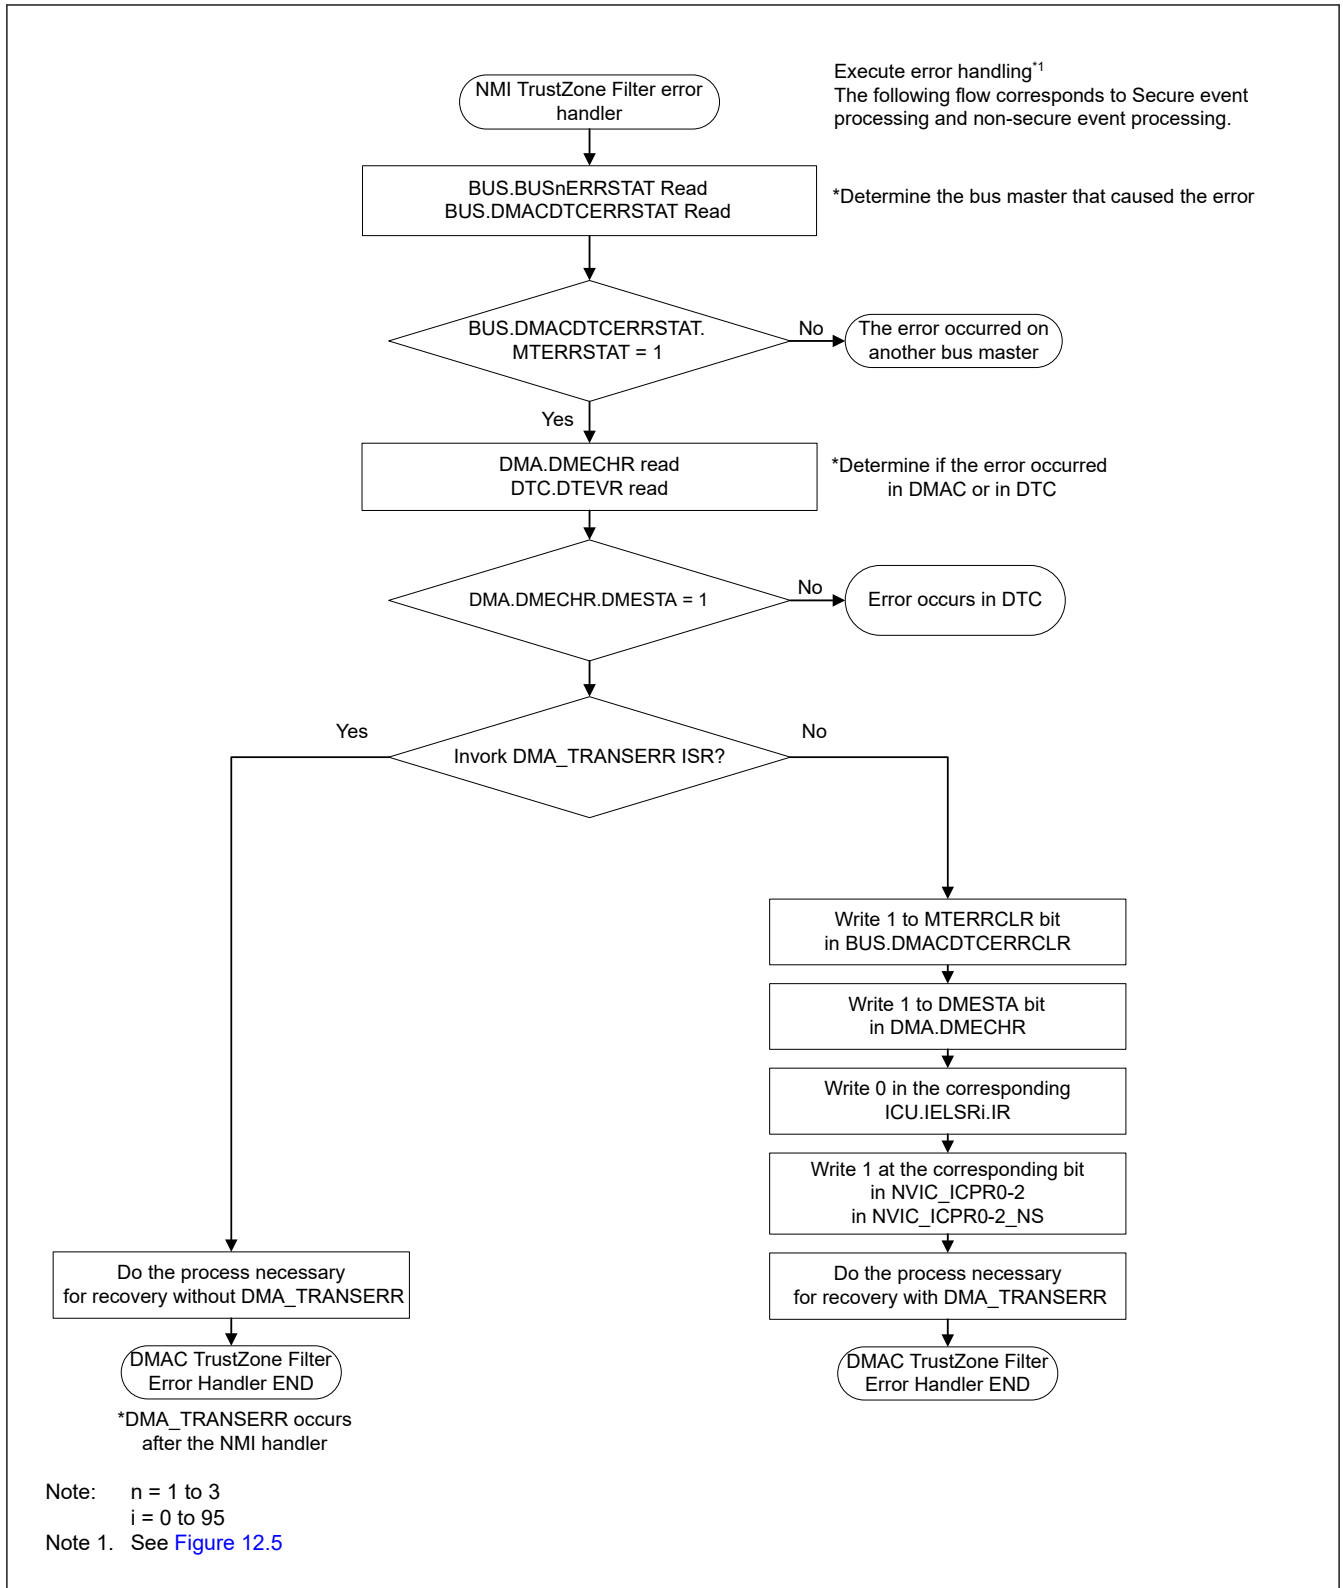 NMI TrustZone Filter error
handler
Execute error handling*1
The following flow corresponds to Secure event
processing and non-secure event processing.
BUS.BUSnERRSTAT Read
BUS.DMACDTCERRSTAT Read
*Determine the bus master that caused the error
BUS.DMACDTCERRSTAT.
MTERRSTAT = 1
No
The error occurred on
another bus master
Yes
DMA.DMECHR read
DTC.DTEVR read
*Determine if the error occurred
in DMAC or in DTC
DMA.DMECHR.DMESTA = 1
No
Error occurs in DTC
Yes
Invork DMA_TRANSERR ISR?
No
Write 1 to MTERRCLR bit
in BUS.DMACDTCERRCLR
Write 1 to DMESTA bit
in DMA.DMECHR
Write 0 in the corresponding
ICU.IELSRi.IR
Write 1 at the corresponding bit
in NVIC_ICPR0-2
in NVIC_ICPR0-2_NS
Do the process necessary
for recovery without DMA_TRANSERR
Do the process necessary
for recovery with DMA_TRANSERR
DMAC TrustZone Filter
Error Handler END
DMAC TrustZone Filter
Error Handler END
*DMA_TRANSERR occurs
after the NMI handler
Note: n = 1 to 3
i = 0 to 95
Note 1. See Figure 12.5